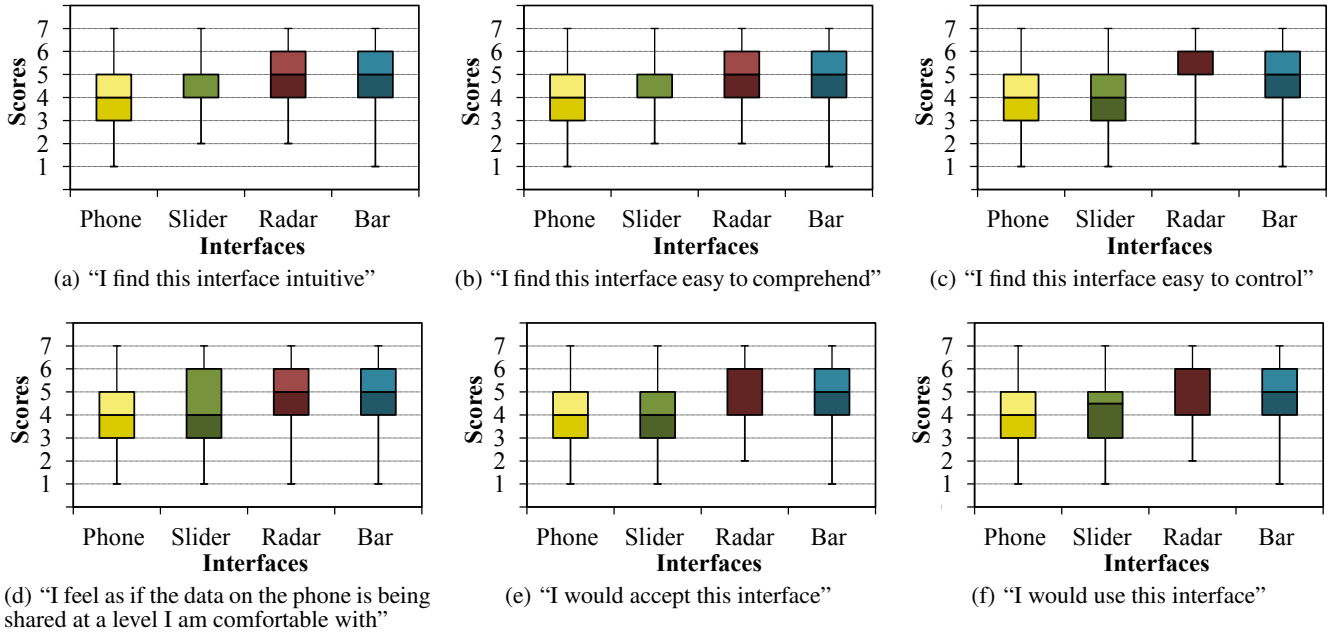 Scores
7
6
5
4
3
2
1
Phone Slider Radar Bar
Interfaces
(a) “I find this interface intuitive”
Scores
7
6
5
4
3
2
1
Phone Slider Radar Bar
Interfaces
(b) “I find this interface easy to comprehend”
Scores
7
6
5
4
3
2
1
Phone Slider Radar Bar
Interfaces
(c) “I find this interface easy to control”
Scores
7
6
5
4
3
2
1
Phone Slider Radar Bar
Interfaces
(d) “I feel as if the data on the phone is being
shared at a level I am comfortable with”
Scores
7
6
5
4
3
2
1
Phone Slider Radar Bar
Interfaces
(e) “I would accept this interface”
Scores
7
6
5
4
3
2
1
Phone Slider Radar Bar
Interfaces
(f) “I would use this interface”